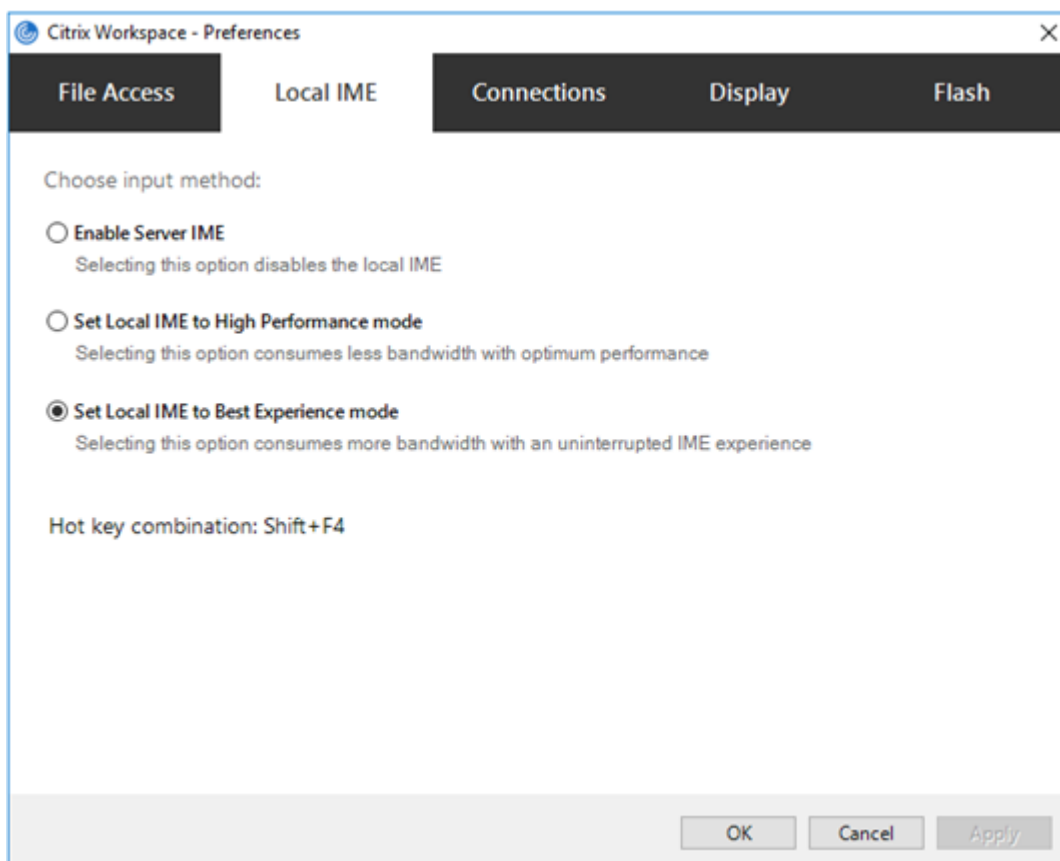 Citrix Workspace - Preferences
File Access Local IME Connections Display Flash
Choose input method:
Enable Server IME
Selecting this option disables the local IME
Set Local IME to High Performance mode
Selecting this option consumes less bandwidth with optimum performance
Set Local IME to Best Experience mode
Selecting this option consumes more bandwidth with an uninterrupted IME experience
Hot key combination: Shift+F4
OK Cancel Apply